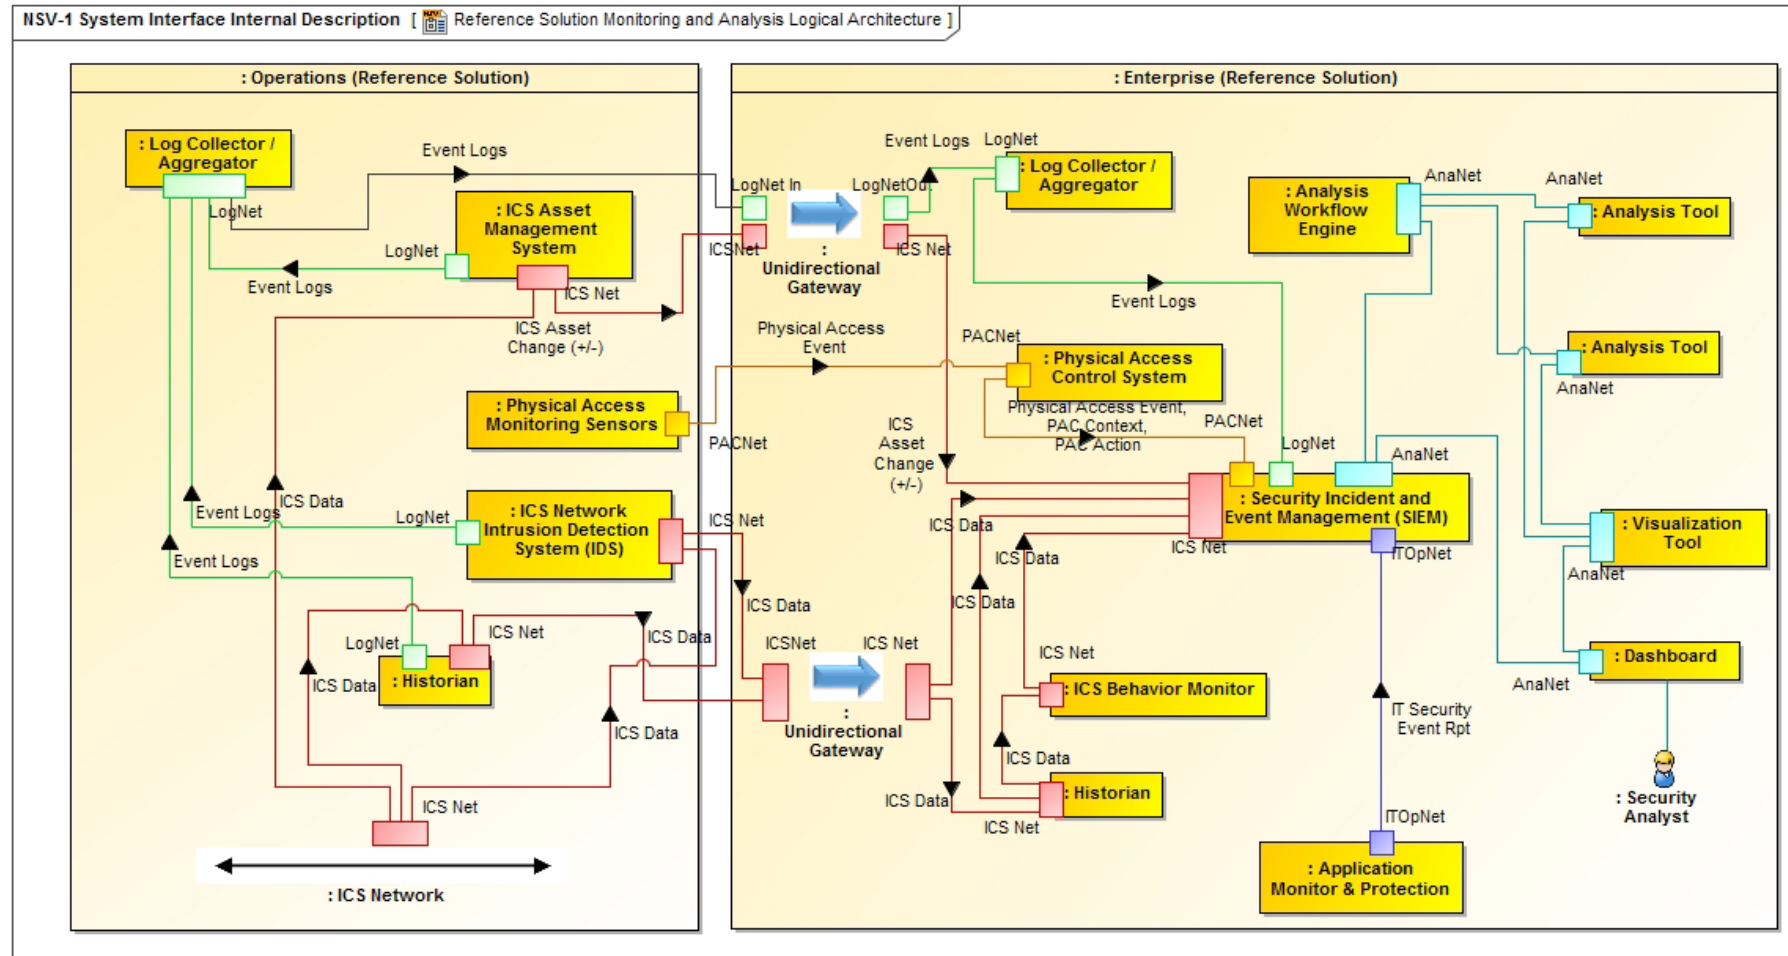 NSV-1 System Interface Internal Description [ Reference Solution Monitoring and Analysis Logical Architecture ]
: Operations (Reference Solution)
: Log Collector /
Aggregator
LogNet
Event Logs
: ICS Asset
Management
System
LogNet
Event Logs
ICS Net
ICS Asset
Change (+/-)
: Physical Access
Monitoring Sensors
PACNet
ICS Data
: ICS Network
Intrusion Detection
System (IDS)
LogNet
Event Logs
ICS Net
Event Logs
ICS Data
LogNet
ICS Net
: Historian
ICS Data
ICS Data
ICS Data
ICS Net
: ICS Network
: Enterprise (Reference Solution)
LogNet In
ICSNet
LogNetOut
ICS Net
:
Unidirectional
Gateway
Event Logs
LogNet
: Log Collector /
Aggregator
Event Logs
Physical Access
Event
PACNet
: Physical Access
Control System
Physical Access Event,
PAC Context,
PAC Action
PACNet
LogNet
AnaNet
ICS
Asset
Change
(+/-)
: Security Incident and
Event Management (SIEM)
ICS Net
ITOpNet
ICS Data
ICS Data
ICS Data
ICSNet
ICS Net
:
Unidirectional
Gateway
ICS Net
: ICS Behavior Monitor
ICS Data
ICS Data
: Historian
ICS Net
IT Security
Event Rpt
ITOpNet
: Application
Monitor & Protection
: Analysis
Workflow
Engine
AnaNet
AnaNet
: Analysis Tool
: Analysis Tool
AnaNet
: Visualization
Tool
AnaNet
: Dashboard
AnaNet
: Security
Analyst